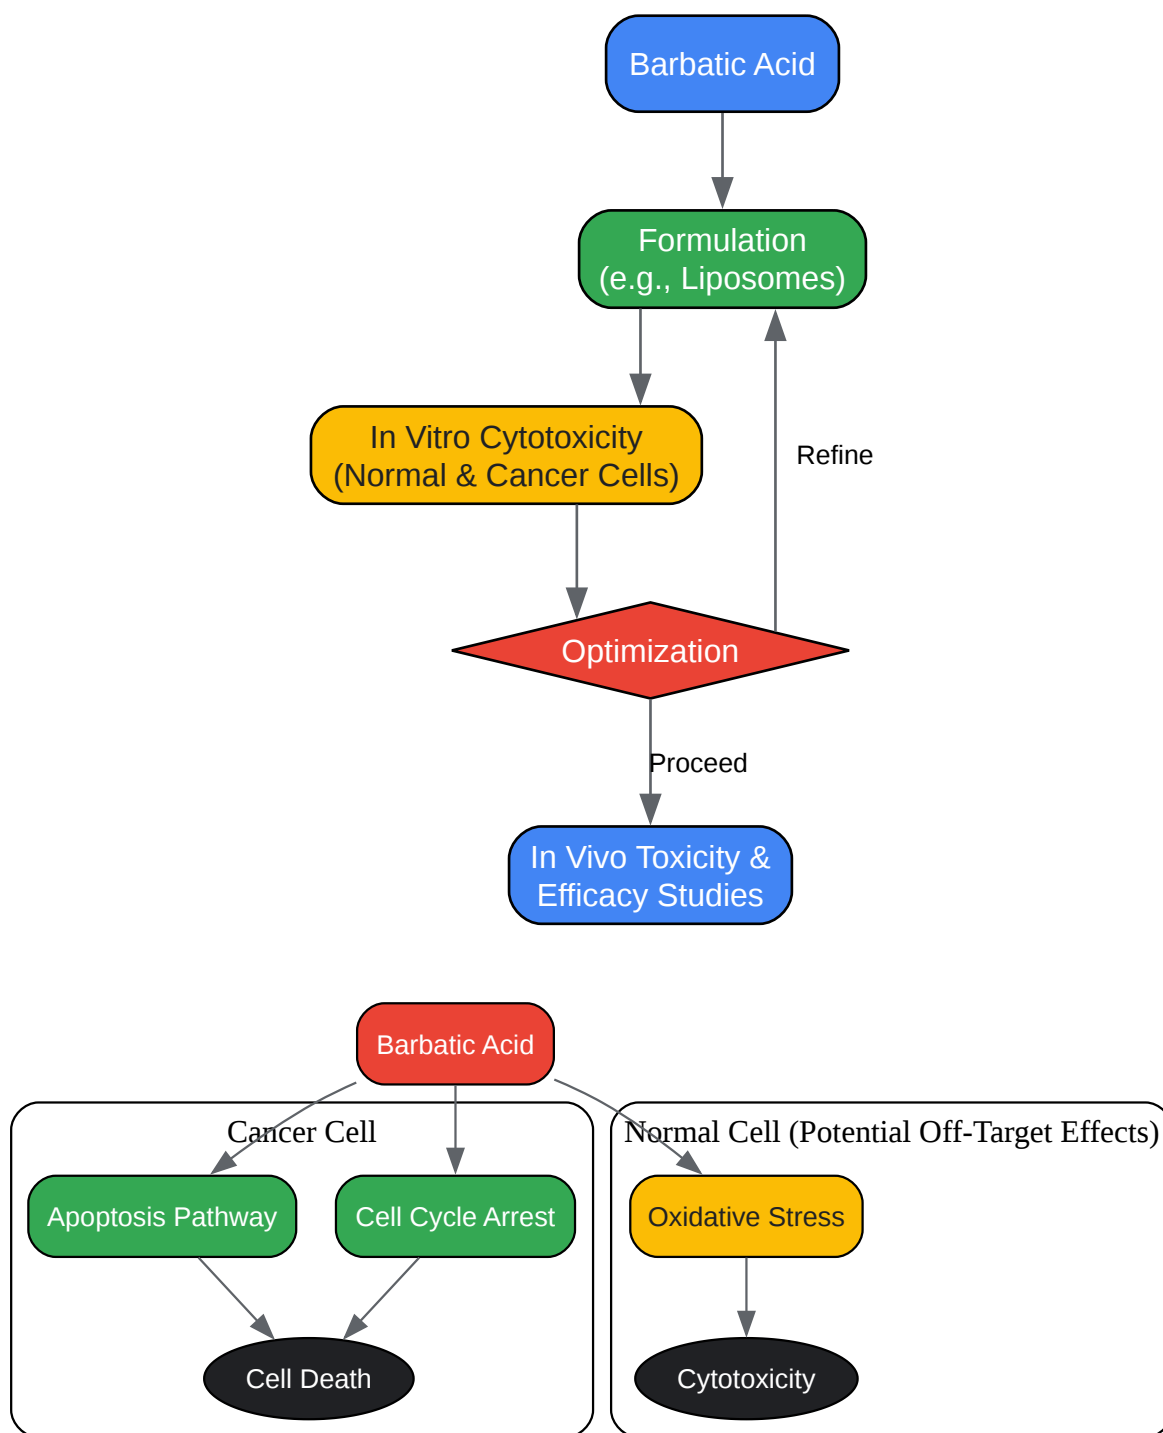 Barbatic Acid
Formulation
(e.g., Liposomes)
In Vitro Cytotoxicity
(Normal & Cancer Cells)
Refine
Optimization
Proceed
In Vivo Toxicity &
Efficacy Studies
Barbatic Acid
Cancer Cell
Normal Cell (Potential Off-Target Effects)
Apoptosis Pathway
Cell Cycle Arrest
Oxidative Stress
Cell Death
Cytotoxicity